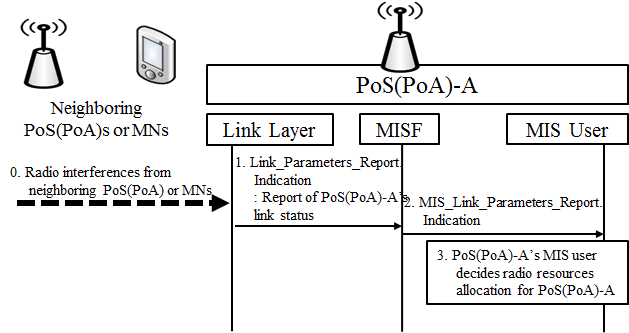 PoS(PoA)-A
Neighboring
PoS(PoA)s or MNs
Link Layer
MISF
MIS User
0. Radio interferences from
neighboring PoS(PoA) or MNs
1. Link_Parameters_Report.
Indication
: Report of PoS(PoA)-A's
link status
2. MIS_Link_Parameters_Report.
Indication
3. PoS(PoA)-A's MIS user
decides radio resources
allocation for PoS(PoA)-A